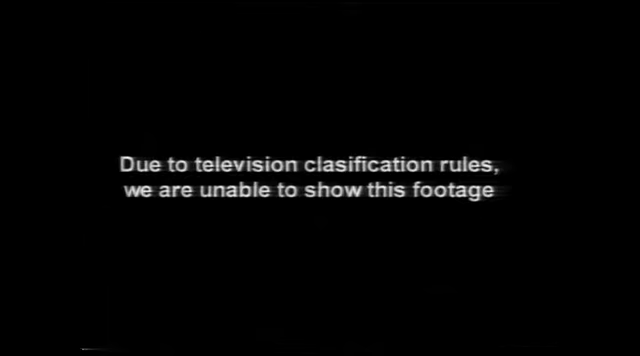 Due to television clasification rules,
we are unable to show this footage